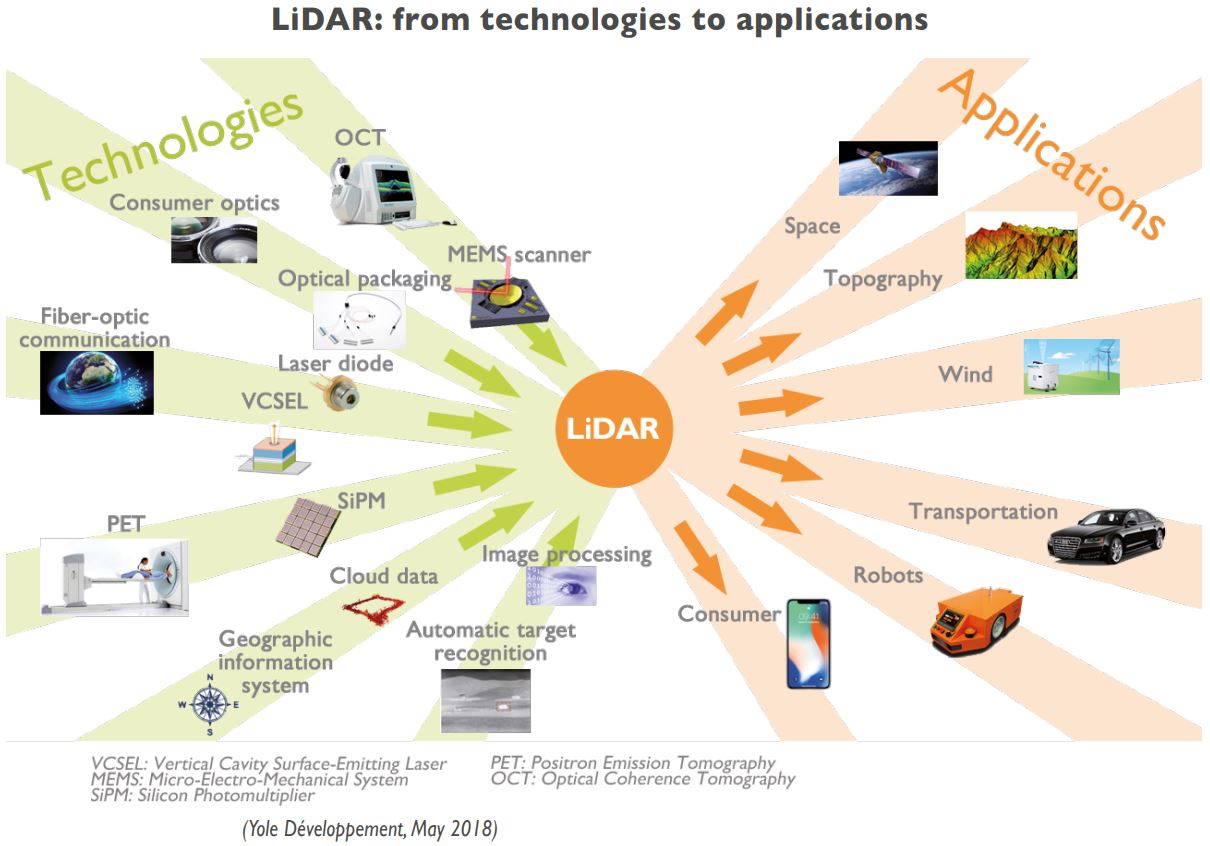 LiDAR: from technologies to applications
Technologies
Applications
OCT
Consumer optics
MEMS scanner
Optical packaging
Fiber-optic
communication
Laser diode
VCSEL
SiPM
PET
Image processing
Cloud data
Automatic target
recognition
Geographic
information
system
N
W
E
S
LiDAR
Space
Topography
Wind
Transportation
Robots
Consumer
09:41
VCSEL: Vertical Cavity Surface-Emitting Laser
MEMS: Micro-Electro-Mechanical System
SiPM: Silicon Photomultiplier
PET: Positron Emission Tomography
OCT: Optical Coherence Tomography
(Yole Développement, May 2018)